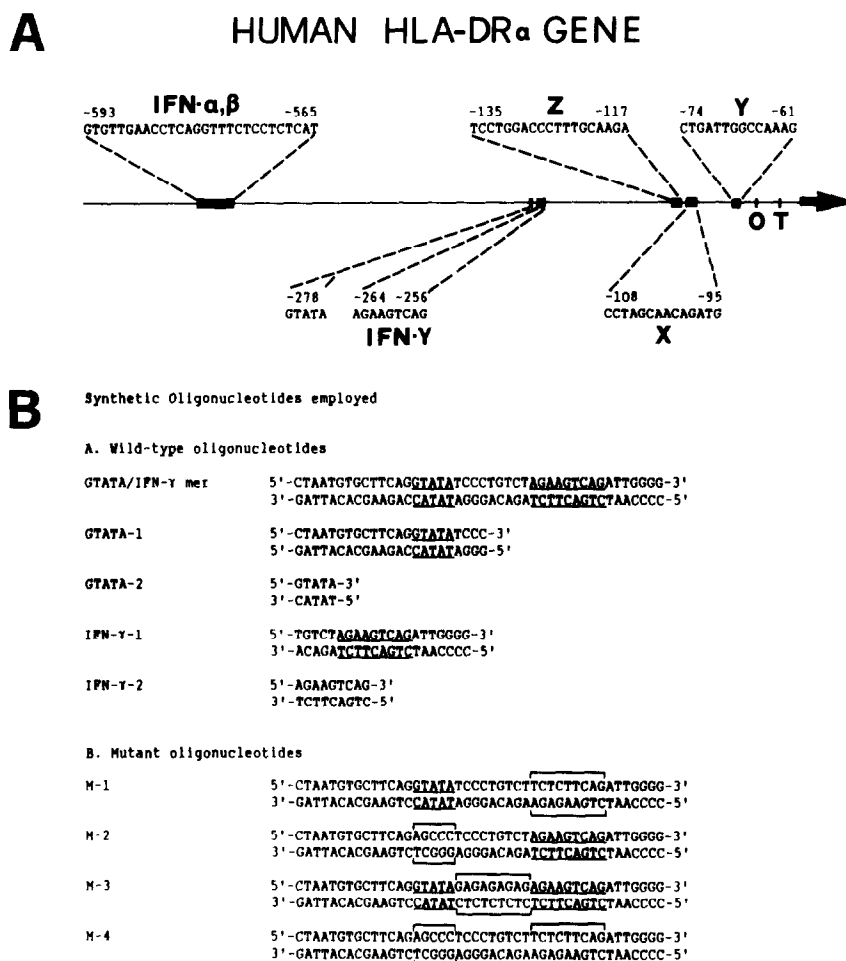 A
HUMAN HLA-DRα GENE
IFN·α,β
-593 -565
GTGTTGAACCTCAGGTTTCTCCTCTCAT
Z
-135 -117
TCCTGGACCCTTTGCAAGA
Y
-74 -61
CTGATTGGCCAAAG
O T
-278 -264 -256
GTATA AGAAGTCAG
IFN·γ
-108 -95
CCTAGCAACAGATG
X
B
Synthetic Oligonucleotides employed
A. Wild-type oligonucleotides
GTATA/IFN-γ mer 5'-CTAATGTGCTTCAGGTATATCCCTGTCTAGAAGTCAGATTGGGG-3'
3'-GATTACACGAAGACCATATAGGGACAGATCTTCAGTCTAACCCC-5'
GTATA-1 5'-CTAATGTGCTTCAGGTATATCCC-3'
5'-GATTACACGAAGACCATATAGGG-5'
GTATA-2 5'-GTATA-3'
3'-CATAT-5'
IFN-γ-1 5'-TGTCTAGAAGTCAGATTGGGG-3'
3'-ACAGATCTTCAGTCTAACCCC-5'
IFN-γ-2 5'-AGAAGTCAG-3'
3'-TCTTCAGTC-5'
B. Mutant oligonucleotides
M-1 5'-CTAATGTGCTTCAGGTATATCCCTGTCTTCTCTTCAGATTGGGG-3'
3'-GATTACACGAAGTCCATATAGGGACAGAAGAGAAGTCTAACCCC-5'
M-2 5'-CTAATGTGCTTCAGAGCCCTCCCTGTCTAGAAGTCAGATTGGGG-3'
3'-GATTACACGAAGTCTCGGGAGGGACAGATCTTCAGTCTAACCCC-5'
M-3 5'-CTAATGTGCTTCAGGTATAGAGAGAGAGAGAAGTCAGATTGGGG-3'
3'-GATTACACGAAGTCCATATCTCTCTCTCTCTTCAGTCTAACCCC-5'
M-4 5'-CTAATGTGCTTCAGAGCCCTCCCTGTCTTCTCTTCAGATTGGGG-3'
3'-GATTACACGAAGTCTCGGGAGGGACAGAAGAGAAGTCTAACCCC-5'